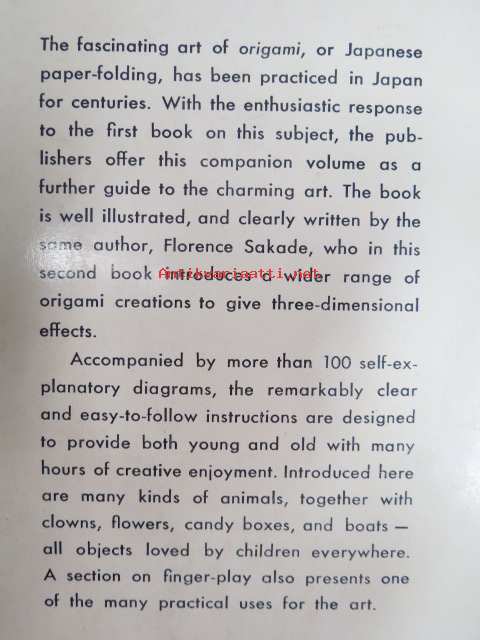 The fascinating art of origami, or Japanese
paper-folding, has been practiced in Japan
for centuries. With the enthusiastic response
to the first book on this subject, the pub-
lishers offer this companion volume as a
further guide to the charming art. The book
is well illustrated, and clearly written by the
same author, Florence Sakade, who in this
second book introduces a wider range of
Antikvariaatti.net
origami creations to give three-dimensional
effects.
Accompanied by more than 100 self-ex-
planatory diagrams, the remarkably clear
and easy-to-follow instructions are designed
to provide both young and old with many
hours of creative enjoyment. Introduced here
are many kinds of animals, together with
clowns, flowers, candy boxes, and boats —
all objects loved by children everywhere.
A section on finger-play also presents one
of the many practical uses for the art.